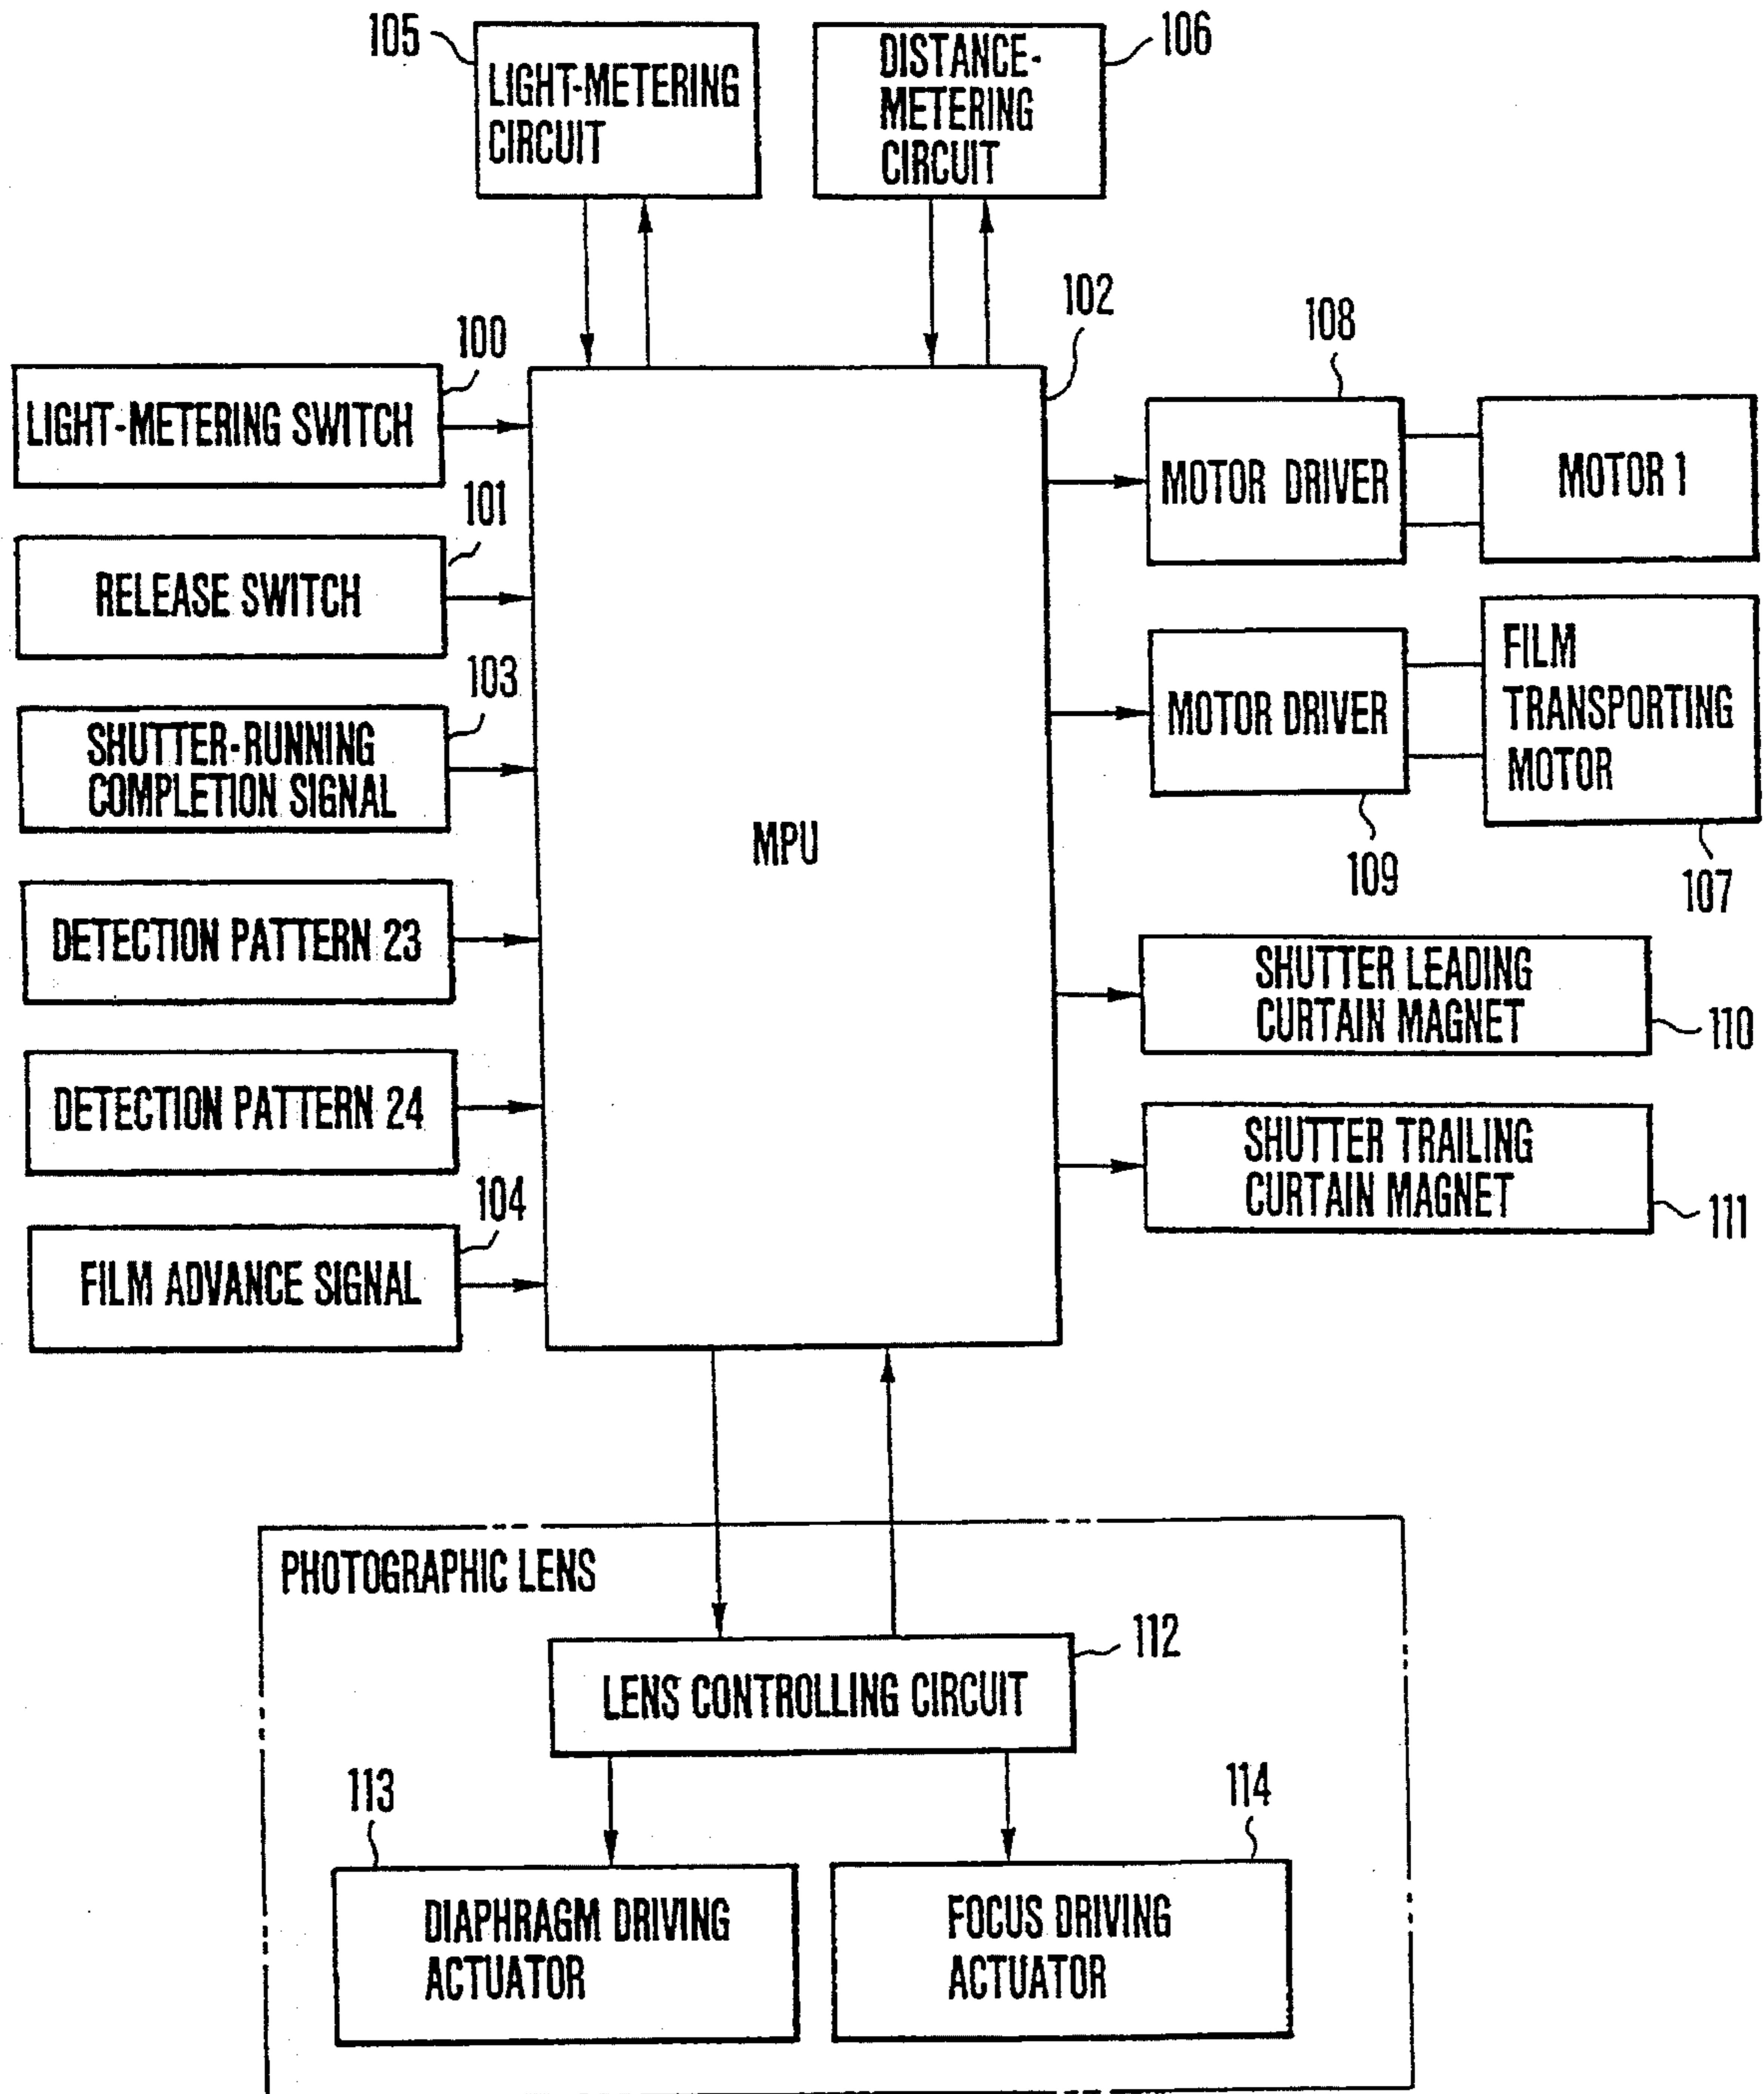 105
LIGHT-METERING
CIRCUIT
DISTANCE-
METERING
CIRCUIT
106
102
100
LIGHT-METERING SWITCH
101
RELEASE SWITCH
103
SHUTTER-RUNNING
COMPLETION SIGNAL
DETECTION PATTERN 23
DETECTION PATTERN 24
104
FILM ADVANCE SIGNAL
MPU
108
MOTOR DRIVER
MOTOR 1
MOTOR DRIVER
109
FILM
TRANSPORTING
MOTOR
107
SHUTTER LEADING
CURTAIN MAGNET
110
SHUTTER TRAILING
CURTAIN MAGNET
111
PHOTOGRAPHIC LENS
112
LENS CONTROLLING CIRCUIT
113
DIAPHRAGM DRIVING
ACTUATOR
114
FOCUS DRIVING
ACTUATOR